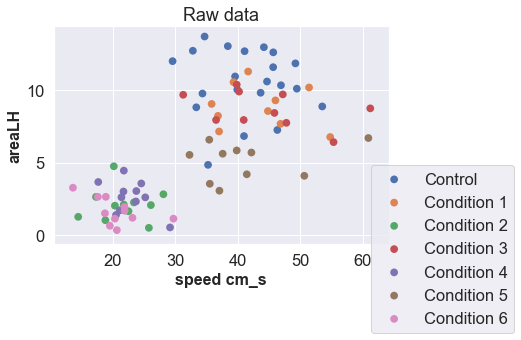 Raw data
areaLH
10
5
0
20
30
40
50
60
speed cm_s
Control
Condition 1
Condition 2
Condition 3
Condition 4
Condition 5
Condition 6